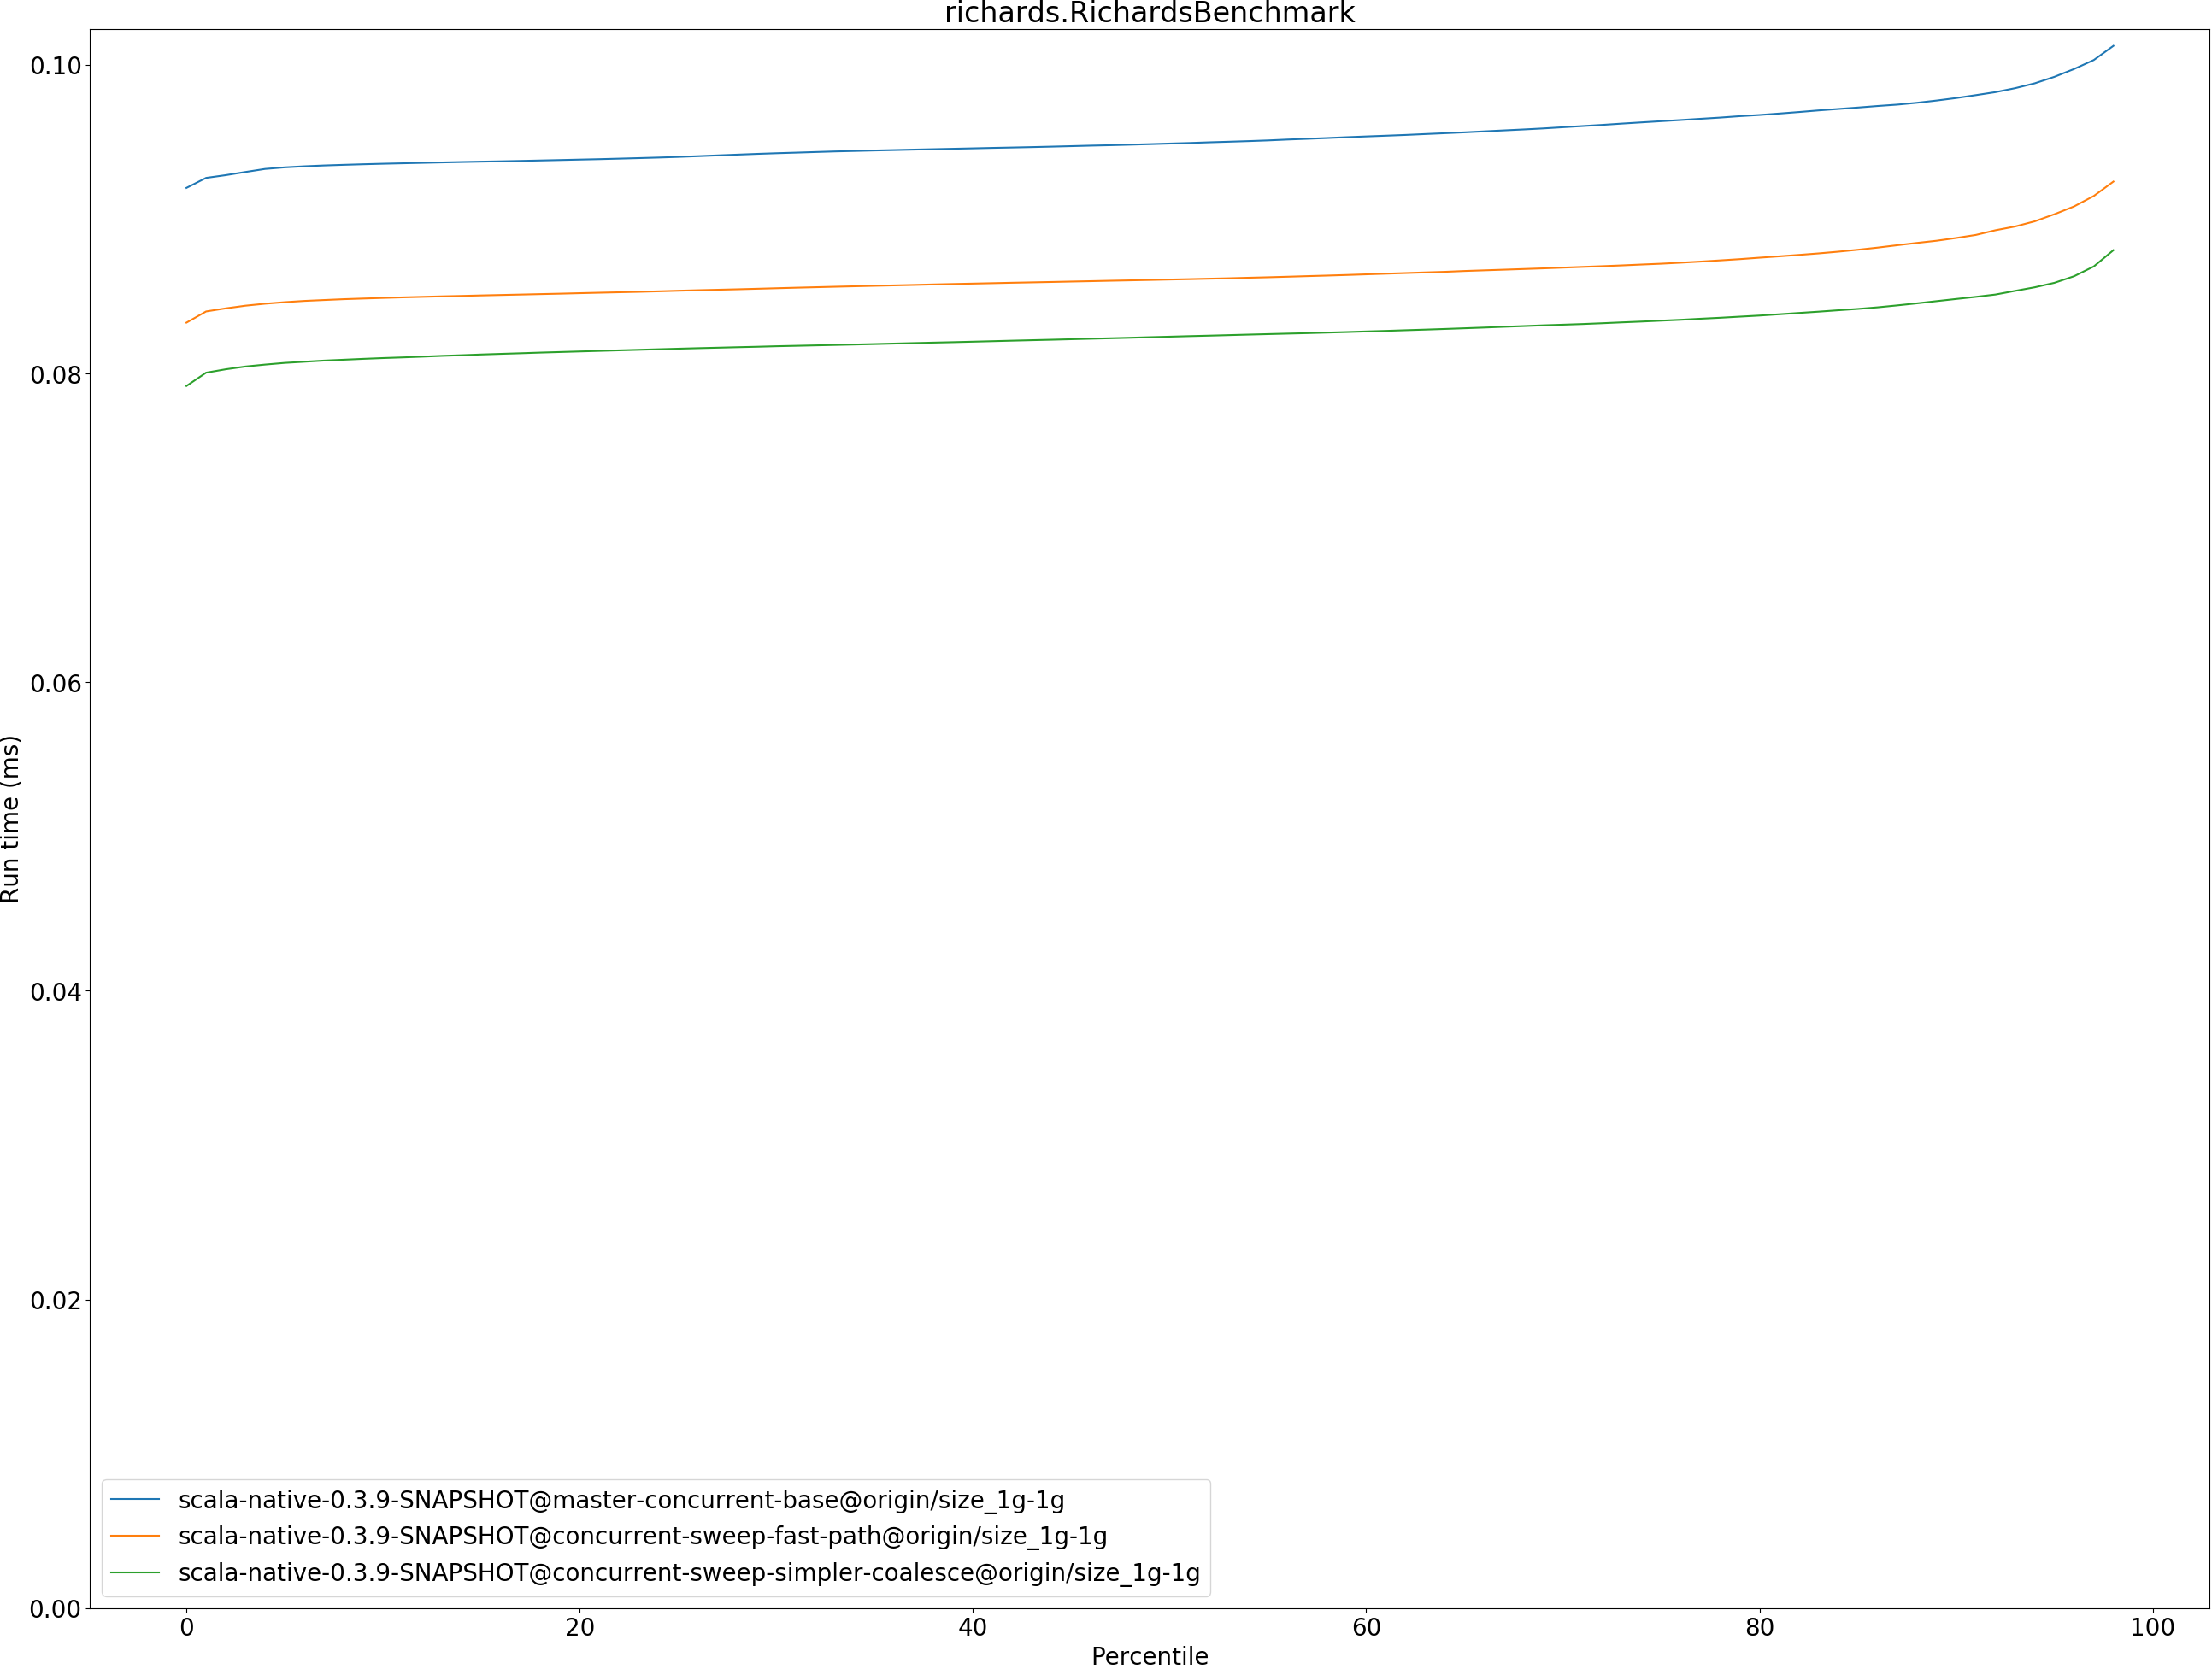 richards.RichardsBenchmark
0.10
0.08
0.06
0.04
0.02
0.00
Run time (ms)
0
20
40
60
80
100
Percentile
scala-native-0.3.9-SNAPSHOT@master-concurrent-base@origin/size_1g-1g
scala-native-0.3.9-SNAPSHOT@concurrent-sweep-fast-path@origin/size_1g-1g
scala-native-0.3.9-SNAPSHOT@concurrent-sweep-simpler-coalesce@origin/size_1g-1g